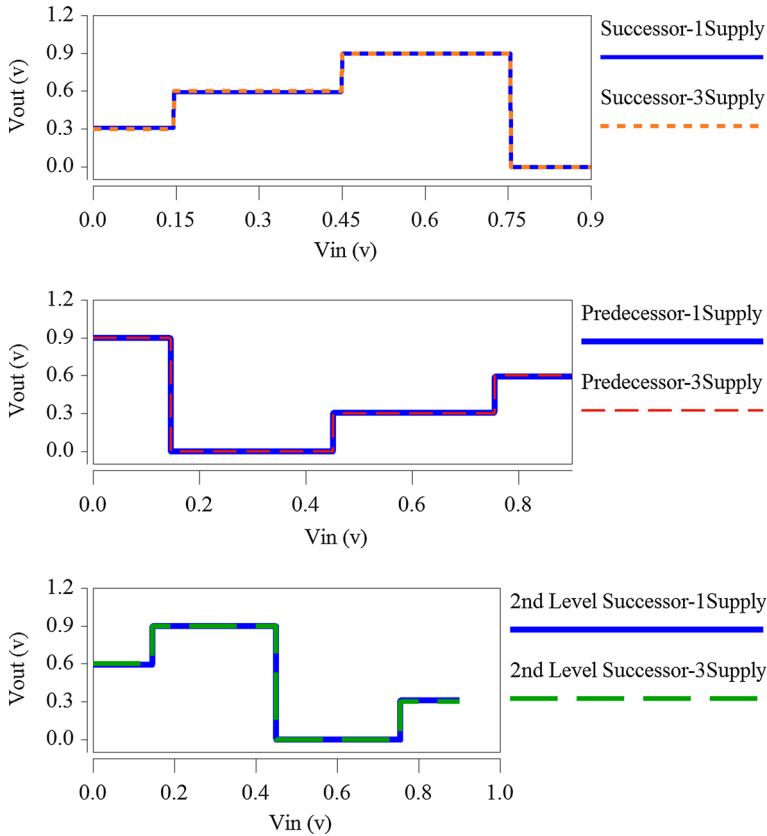 1.2
0.9
0.6
0.3
0.0
Vout (v)
0.0 0.15 0.3 0.45 0.6 0.75 0.9
Vin (v)
Successor-1Supply
Successor-3Supply
1.2
0.9
0.6
0.3
0.0
Vout (v)
0.0 0.2 0.4 0.6 0.8
Vin (v)
Predecessor-1Supply
Predecessor-3Supply
1.2
0.9
0.6
0.3
0.0
Vout (v)
0.0 0.2 0.4 0.6 0.8 1.0
Vin (v)
2nd Level Successor-1Supply
2nd Level Successor-3Supply